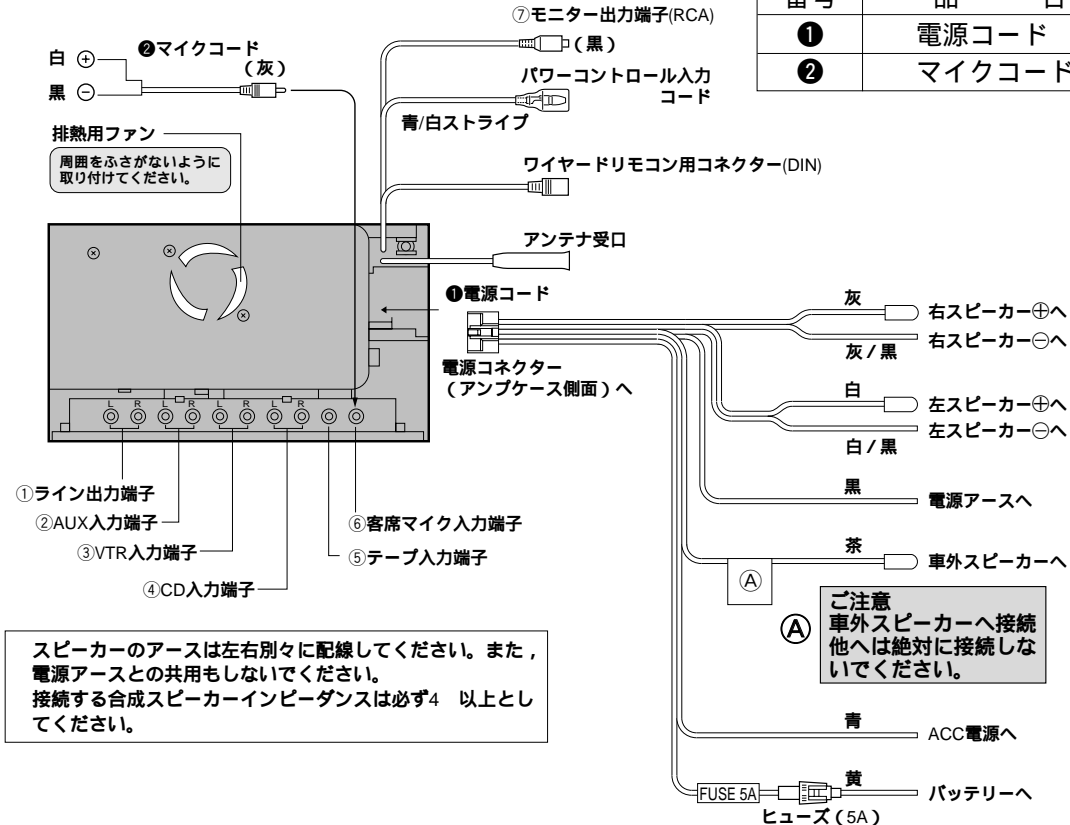 ⑦モニター出力端子(RCA)
(黒)
番号 品
❶ 電源コード
❷ マイクコード
❷マイクコード
(灰)
白 ⊕
黒 ⊖
パワーコントロール入力
コード
青/白ストライプ
排熱用ファン
周囲をふさがないように
取り付けてください。
ワイヤードリモコン用コネクター(DIN)
アンテナ受口
❶電源コード
電源コネクター
(アンプケース側面)へ
灰
右スピーカー⊕へ
灰/黒
右スピーカー⊖へ
白
左スピーカー⊕へ
白/黒
左スピーカー⊖へ
黒
電源アースへ
茶
車外スピーカーへ
Ⓐ
L R L R L R L R
①ライン出力端子
②AUX入力端子
③VTR入力端子
④CD入力端子
⑥客席マイク入力端子
⑤テープ入力端子
Ⓐ
ご注意
車外スピーカーへ接続
他へは絶対に接続しな
いでください。
スピーカーのアースは左右別々に配線してください。また,
電源アースとの共用もしないでください。
接続する合成スピーカーインピーダンスは必ず4 以上とし
てください。
青
ACC電源へ
黄
FUSE 5A
バッテリーへ
ヒューズ(5A)